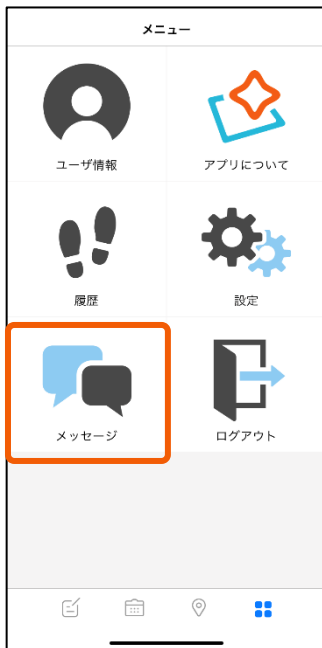 メニュー
ユーザ情報
アプリについて
履歴
設定
メッセージ
ログアウト